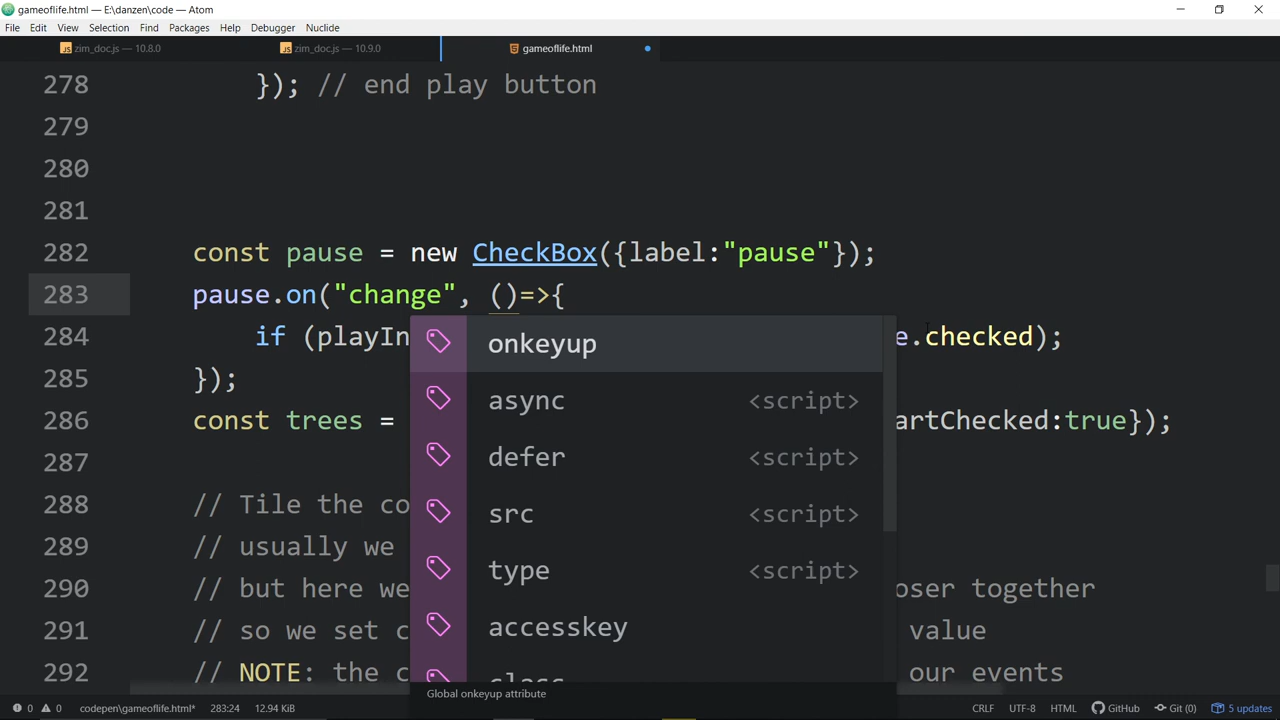 gameoflife.html — E:\danzen\code — Atom
File Edit View Selection Find Packages Help Debugger Nuclide
zim_doc.js — 10.8.0 zim_doc.js — 10.9.0 gameoflife.html
278 }); // end play button
279
280
281
282 const pause = new CheckBox({label:"pause"});
283 pause.on("change", ()=>{
284 if (playIn e.checked);
285 });
286 const trees = artChecked:true});
287
288 // Tile the co
289 // usually we
290 // but here we oser together
291 // so we set c value
292 // NOTE: the c our events
onkeyup
async <script>
defer <script>
src <script>
type <script>
accesskey
class
Global onkeyup attribute
0 0 codepen\gameoflife.html* 283:24 12.94 KiB CRLF UTF-8 HTML GitHub Git (0) 5 updates